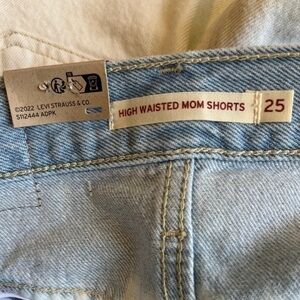 ©2022 LEVI STRAUSS & CO.
S112444 ADPK
HIGH WAISTED MOM SHORTS 25